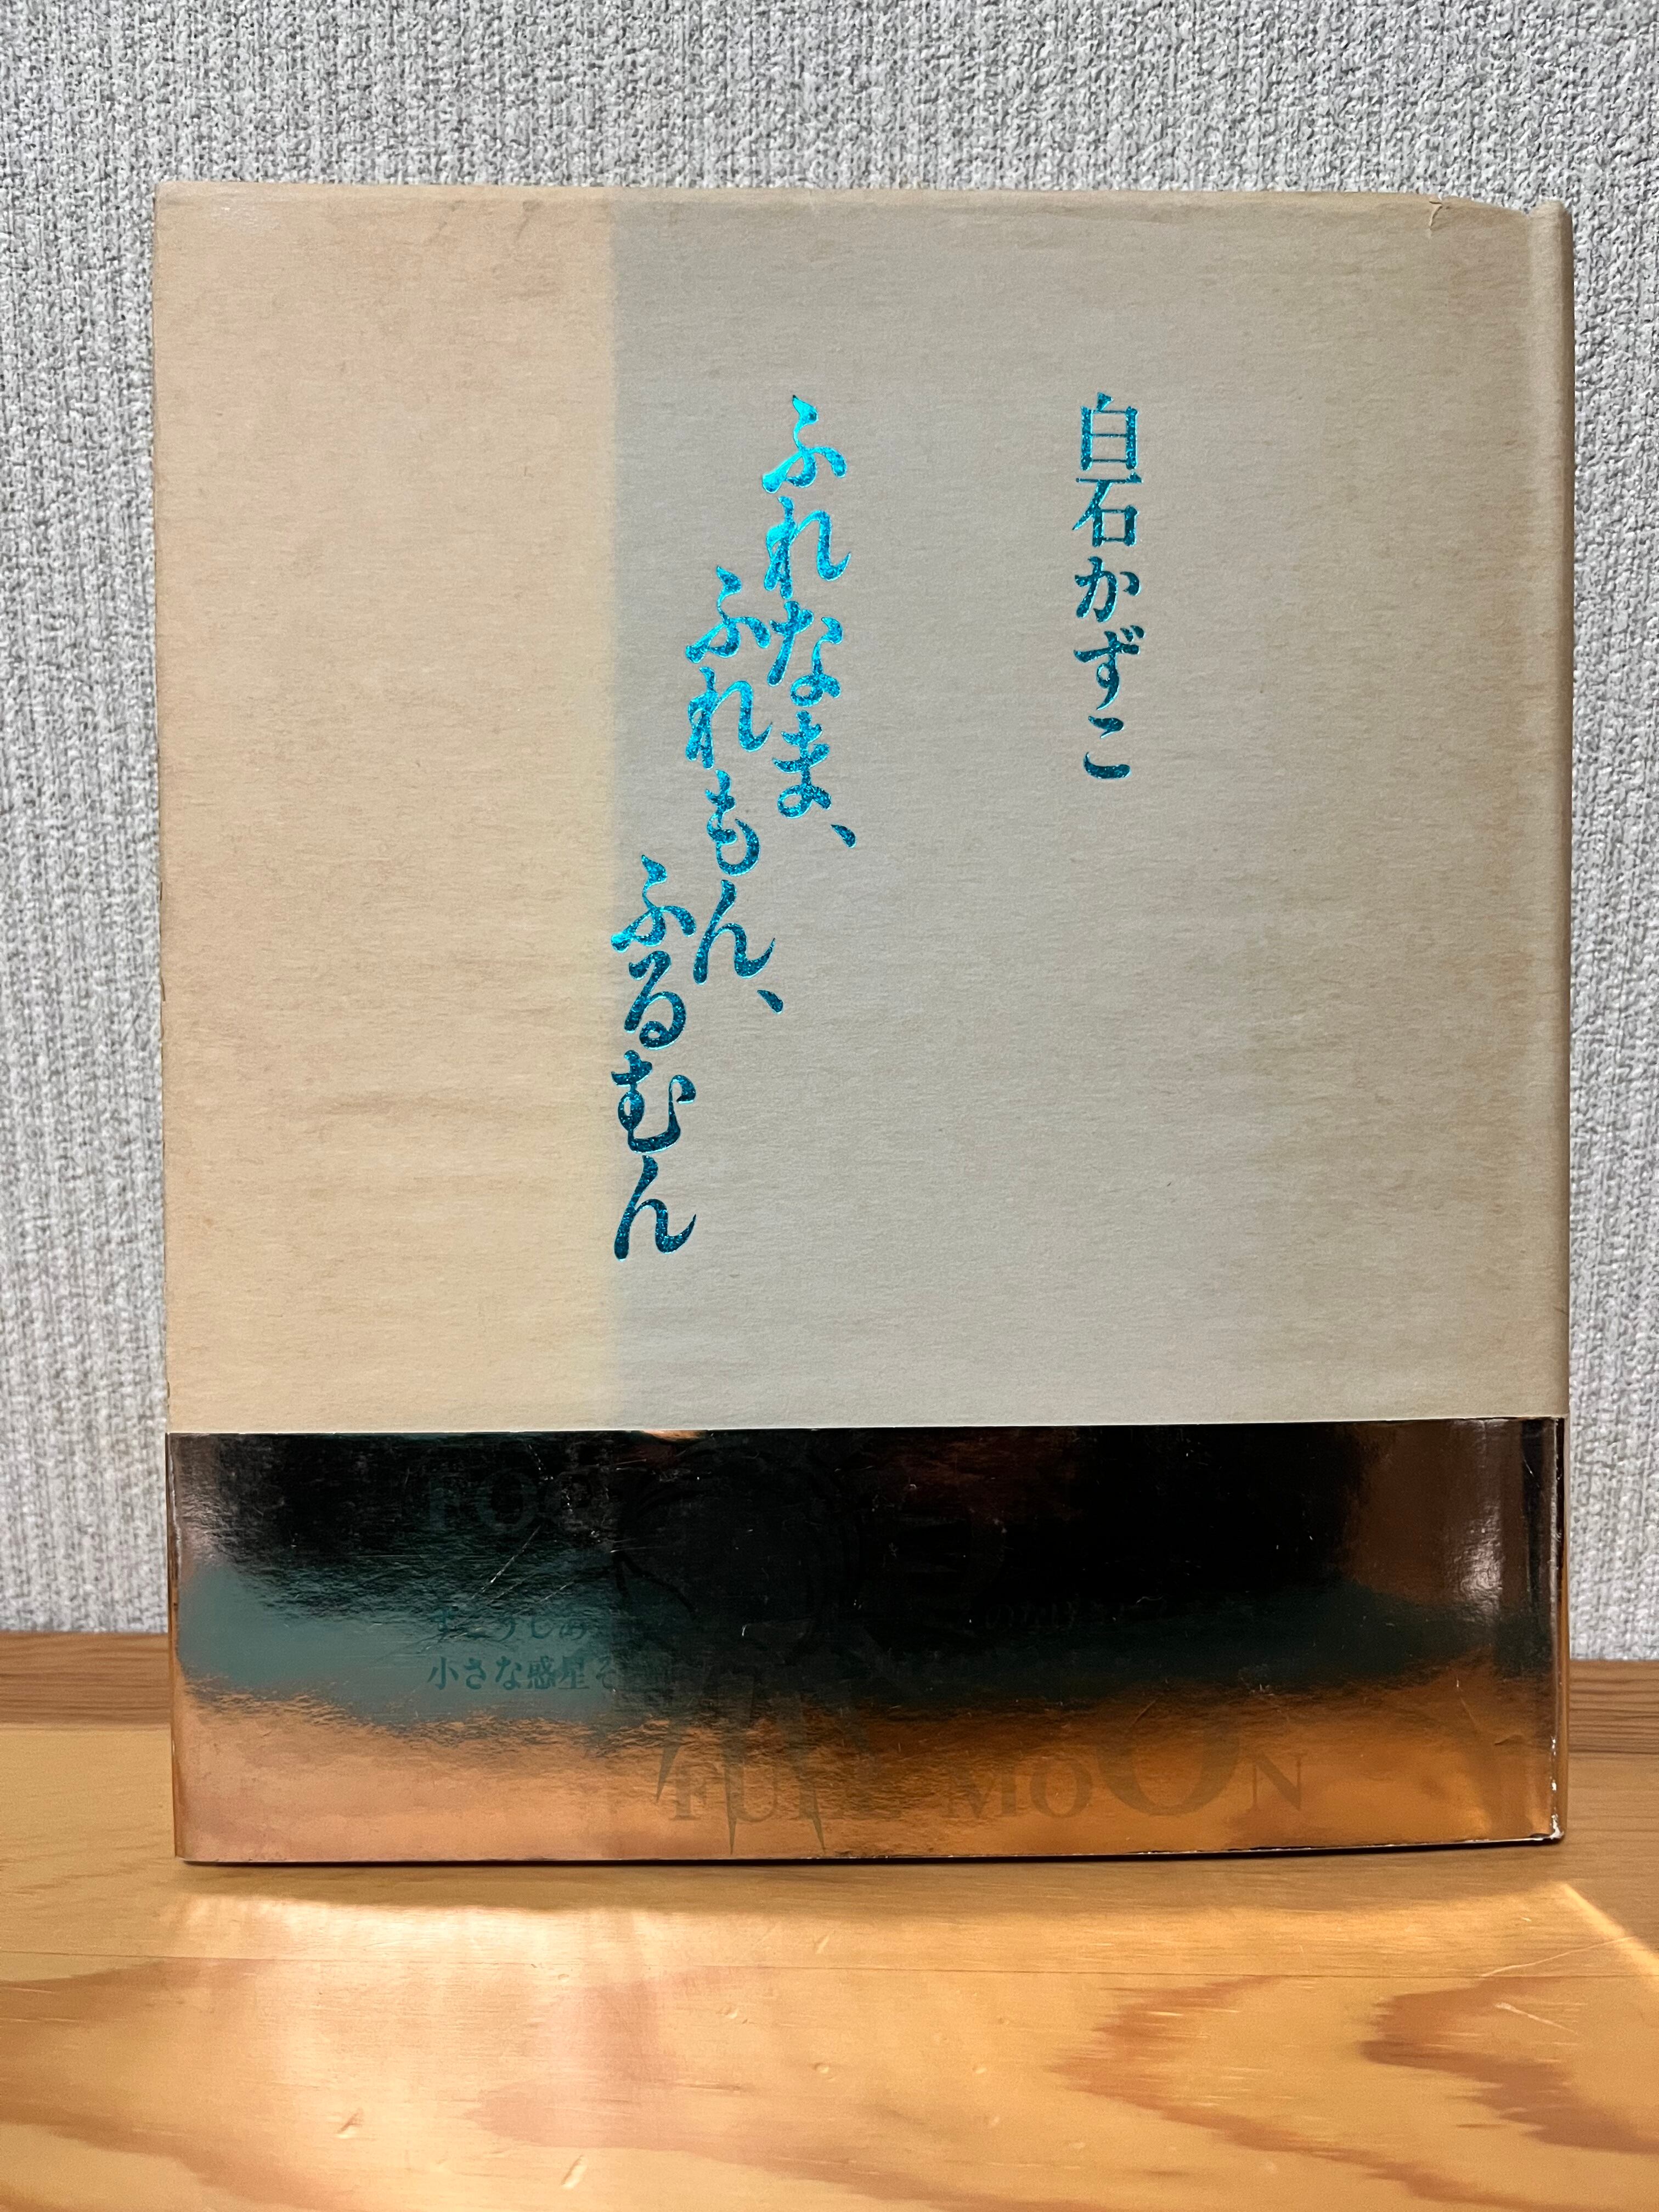 白石かずこ
ふれなま、
ふれもん、
ふるむん
小さな惑星
FULL MOON